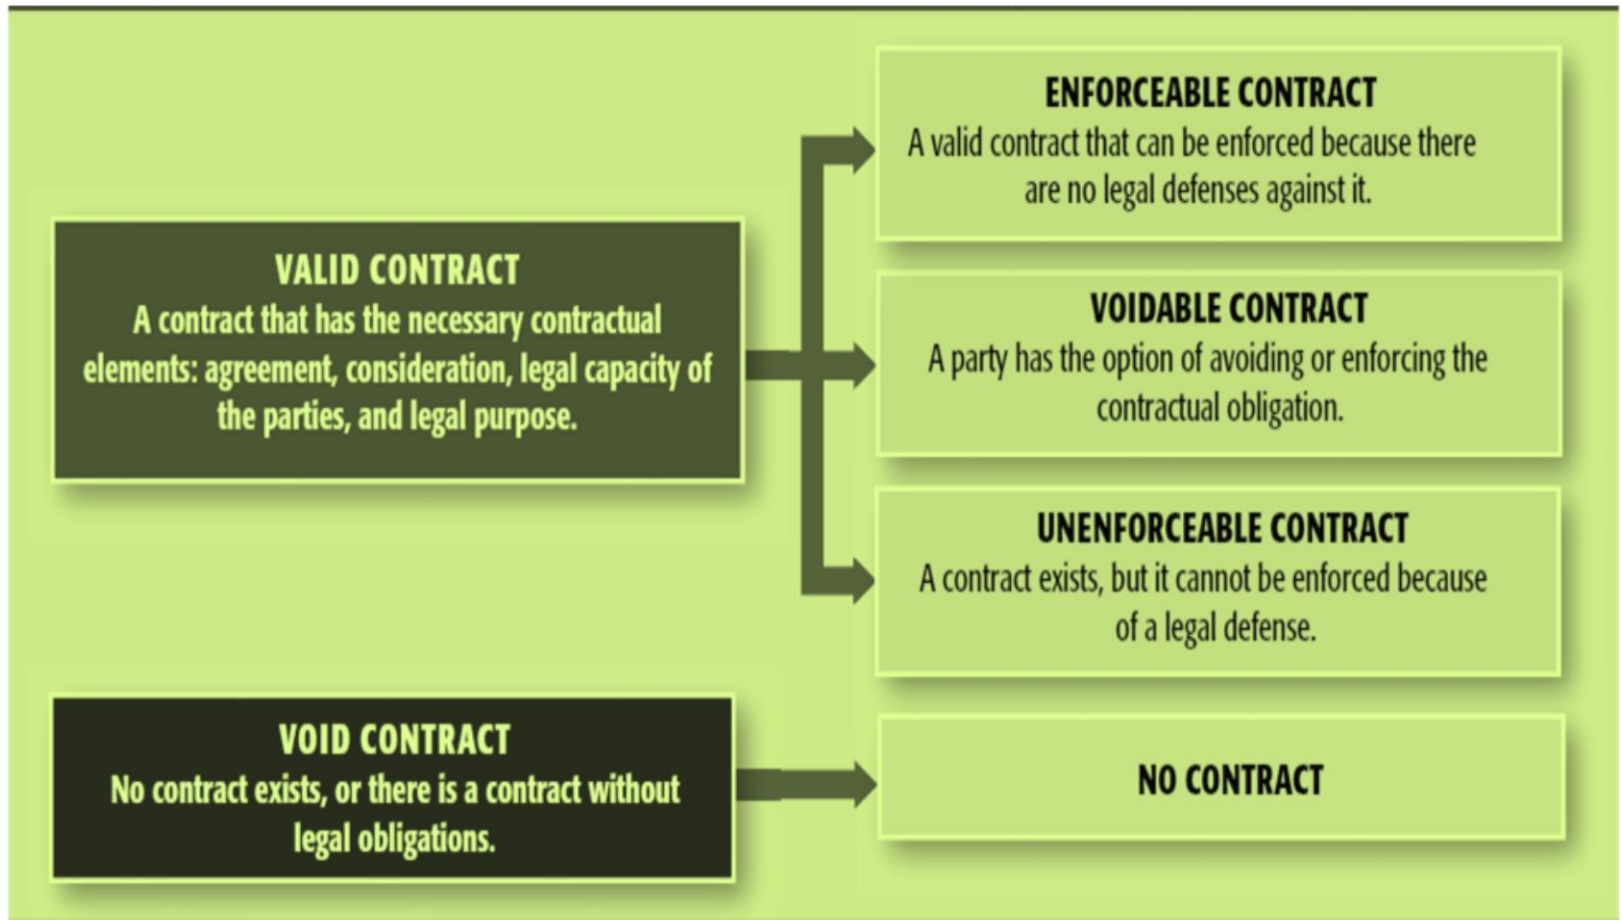 VALID CONTRACT
A contract that has the necessary contractual
elements: agreement, consideration, legal capacity of
the parties, and legal purpose.
ENFORCEABLE CONTRACT
A valid contract that can be enforced because there
are no legal defenses against it.
VOIDABLE CONTRACT
A party has the option of avoiding or enforcing the
contractual obligation.
UNENFORCEABLE CONTRACT
A contract exists, but it cannot be enforced because
of a legal defense.
VOID CONTRACT
No contract exists, or there is a contract without
legal obligations.
NO CONTRACT